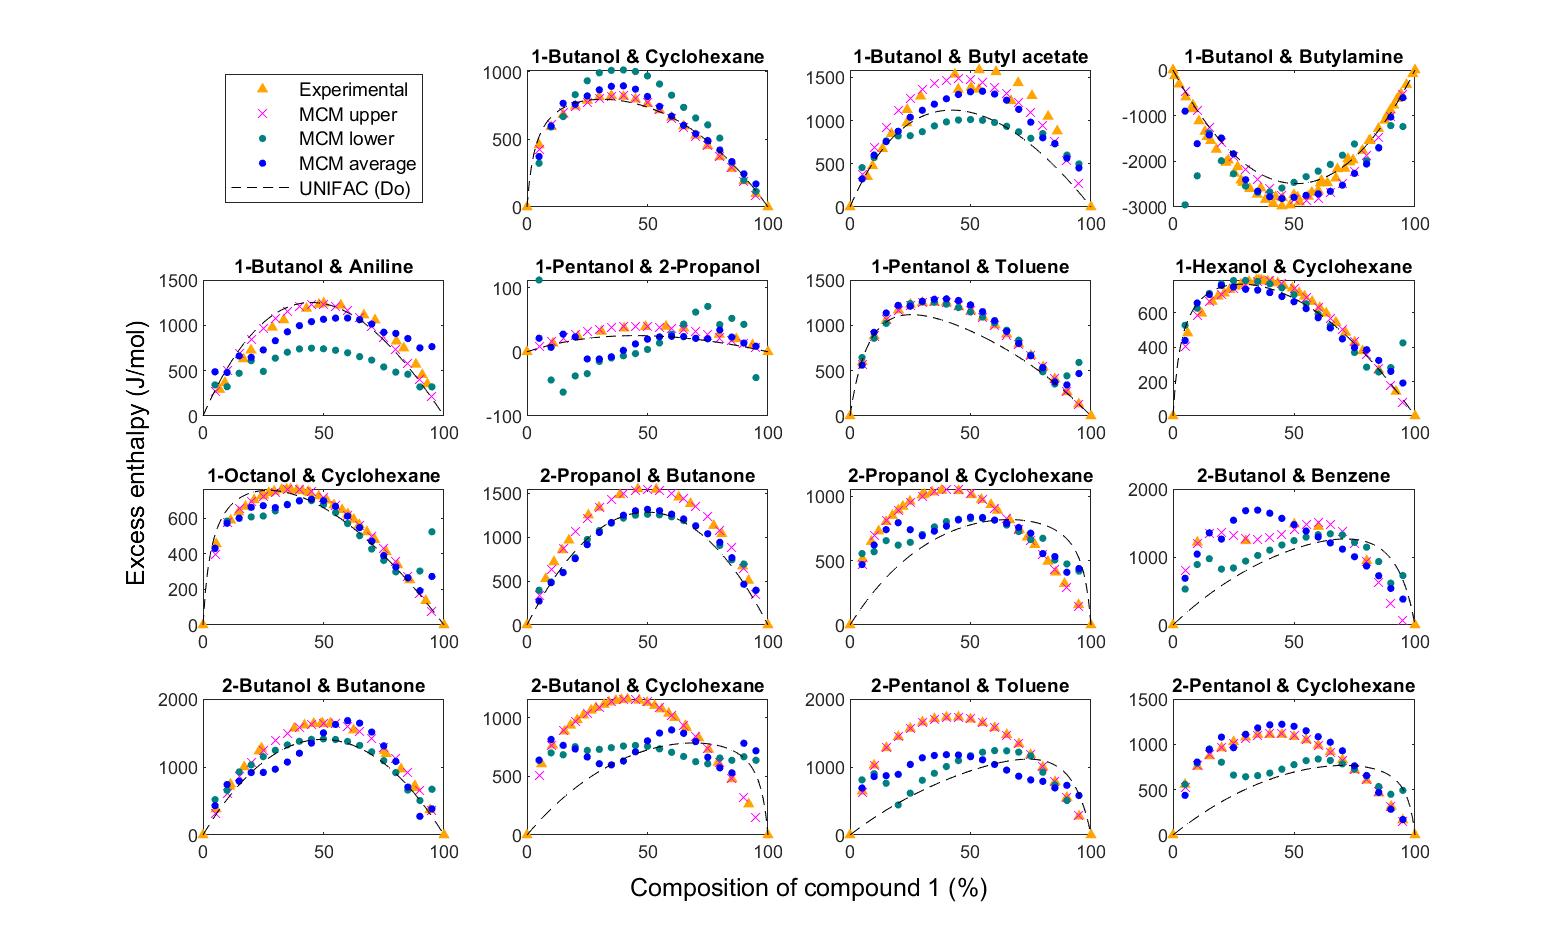 1-Butanol & Cyclohexane
1-Butanol & Butyl acetate
1-Butanol & Butylamine
Experimental
MCM upper
MCM lower
MCM average
UNIFAC (Do)
1000
500
0
0 50 100
1500
1000
500
0
0 50 100
0
-1000
-2000
-3000
0 50 100
1-Butanol & Aniline
1500
1000
500
0
0 50 100
1-Pentanol & 2-Propanol
100
0
-100
0 50 100
1-Pentanol & Toluene
1500
1000
500
0
0 50 100
1-Hexanol & Cyclohexane
600
400
200
0
0 50 100
Excess enthalpy (J/mol)
1-Octanol & Cyclohexane
600
400
200
0
0 50 100
2-Propanol & Butanone
1500
1000
500
0
0 50 100
2-Propanol & Cyclohexane
1000
500
0
0 50 100
2-Butanol & Benzene
2000
1000
0
0 50 100
2-Butanol & Butanone
2000
1000
0
0 50 100
2-Butanol & Cyclohexane
1000
500
0
0 50 100
2-Pentanol & Toluene
2000
1000
0
0 50 100
2-Pentanol & Cyclohexane
1500
1000
500
0
0 50 100
Composition of compound 1 (%)